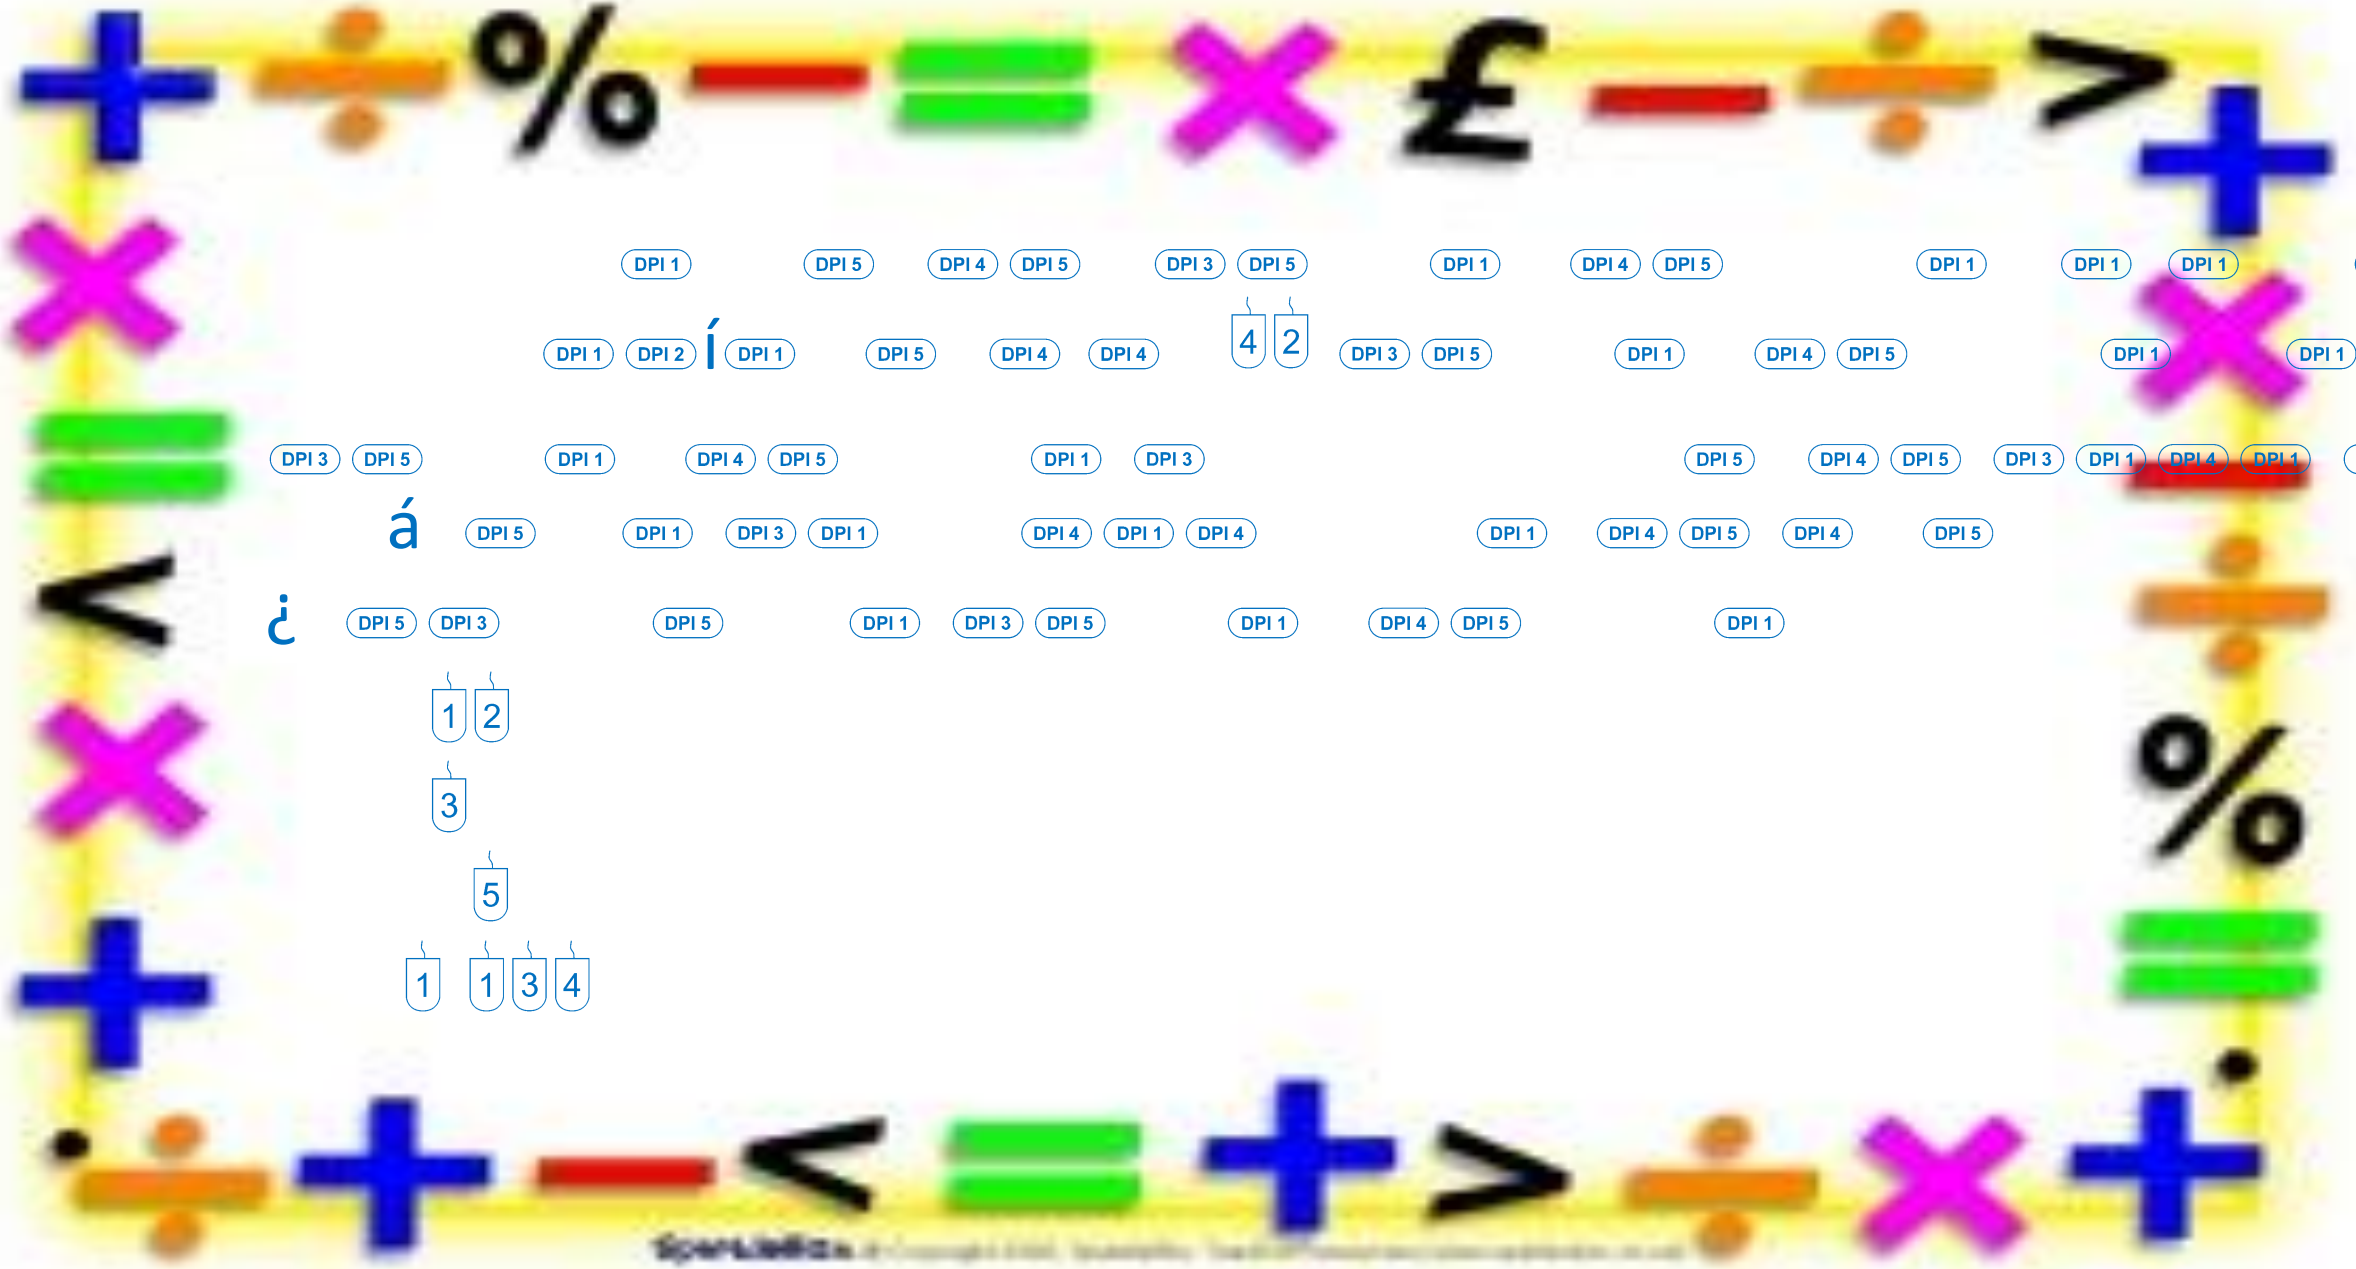 DPI 1 DPI 5 DPI 4 DPI 5 DPI 3 DPI 5 DPI 1 DPI 4 DPI 5 DPI 1 DPI 1 DPI 1
DPI 1 DPI 2 í DPI 1 DPI 5 DPI 4 DPI 4 4 2 DPI 3 DPI 5 DPI 1 DPI 4 DPI 5 DPI 1 DPI 1
DPI 3 DPI 5 DPI 1 DPI 4 DPI 5 DPI 1 DPI 3 DPI 5 DPI 4 DPI 5 DPI 3 DPI 1 DPI 4 DPI 1
á DPI 5 DPI 1 DPI 3 DPI 1 DPI 4 DPI 1 DPI 4 DPI 1 DPI 4 DPI 5 DPI 4 DPI 5
¿ DPI 5 DPI 3 DPI 5 DPI 1 DPI 3 DPI 5 DPI 1 DPI 4 DPI 5 DPI 1
1 2
3
5
1 1 3 4